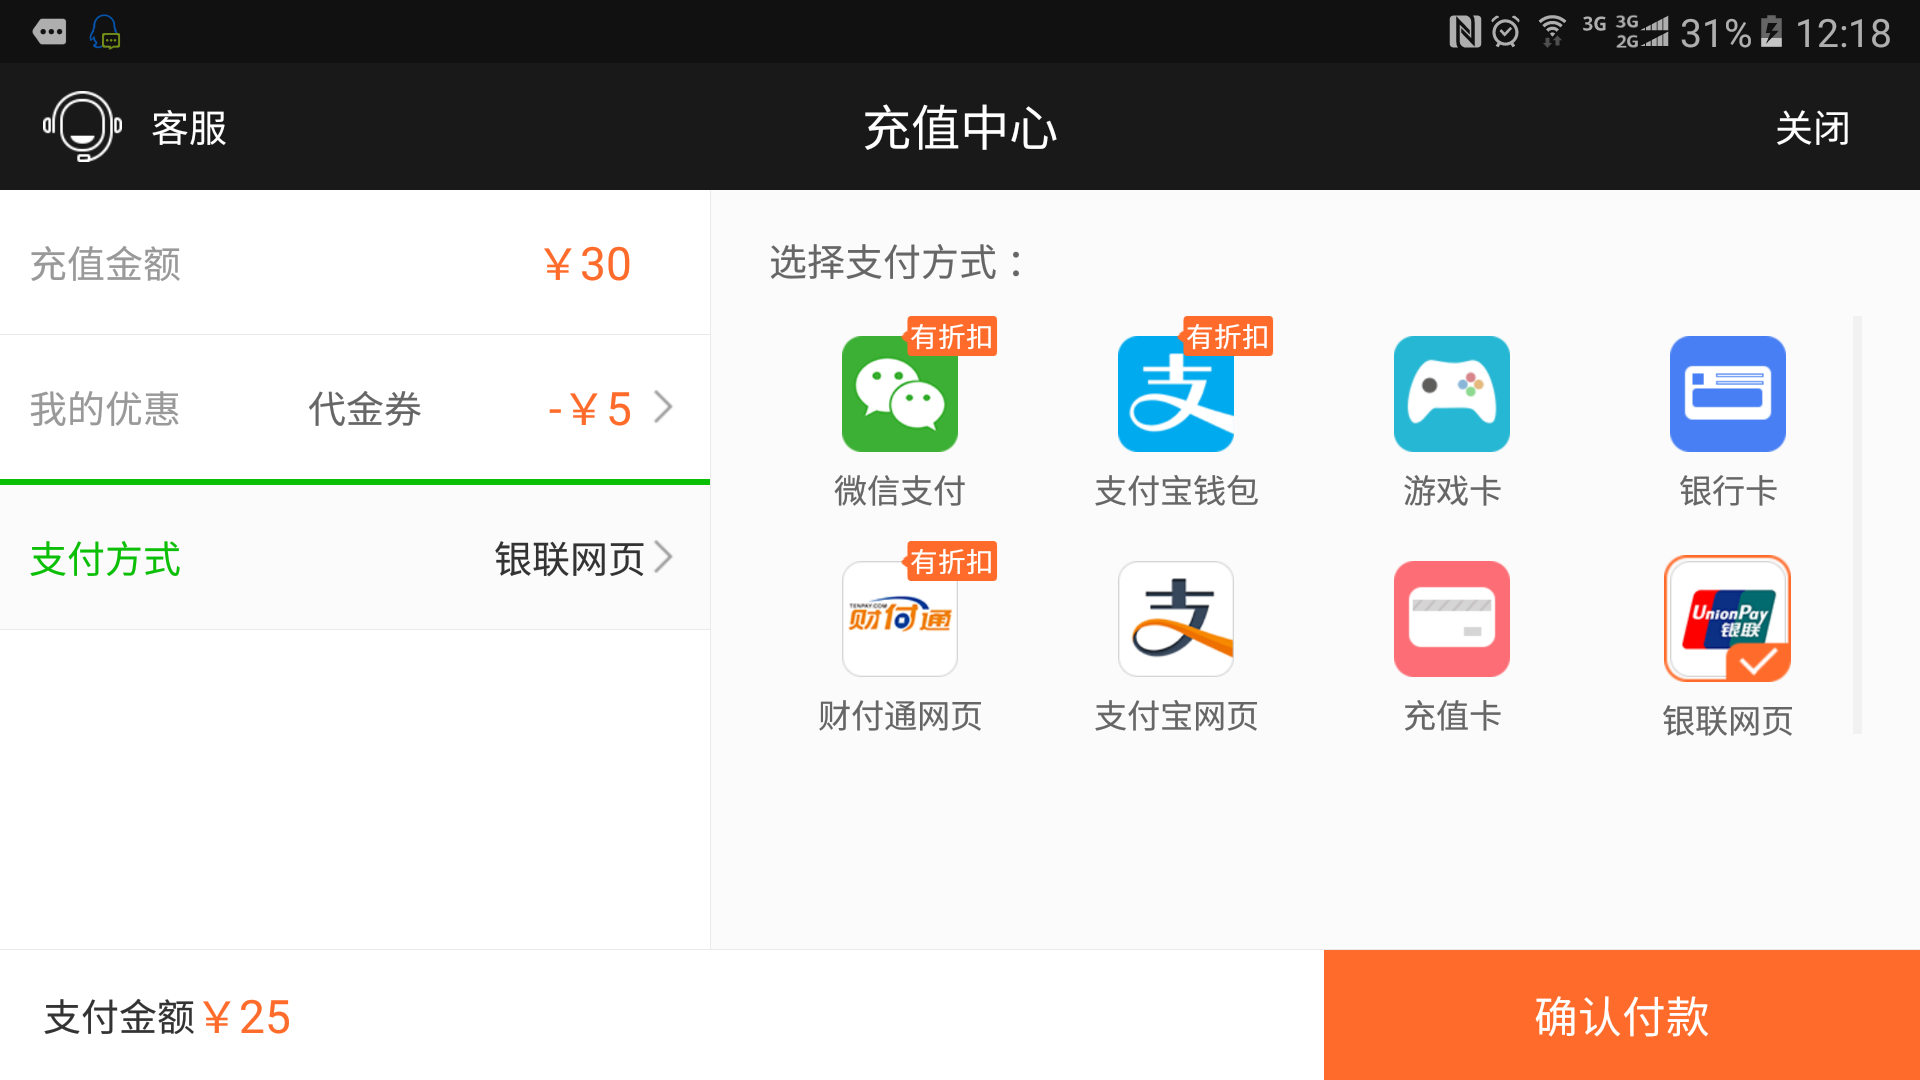 3G 3G 2G 31% 12:18
客服 充值中心 关闭
充值金额 ￥30
我的优惠 代金券 -￥5
支付方式 银联网页
选择支付方式：
有折扣 有折扣
微信支付 支付宝钱包 游戏卡 银行卡
有折扣
TENPAY.COM
财付通
UnionPay
银联
财付通网页 支付宝网页 充值卡 银联网页
支付金额￥25 确认付款